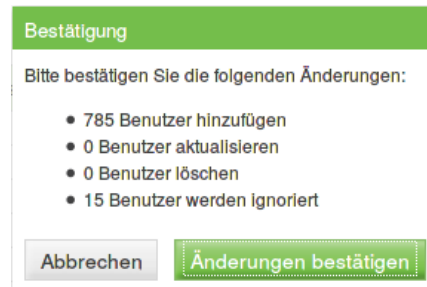 Bestätigung
Bitte bestätigen Sie die folgenden Änderungen:
785 Benutzer hinzufügen
0 Benutzer aktualisieren
0 Benutzer löschen
15 Benutzer werden ignoriert
Abbrechen Änderungen bestätigen